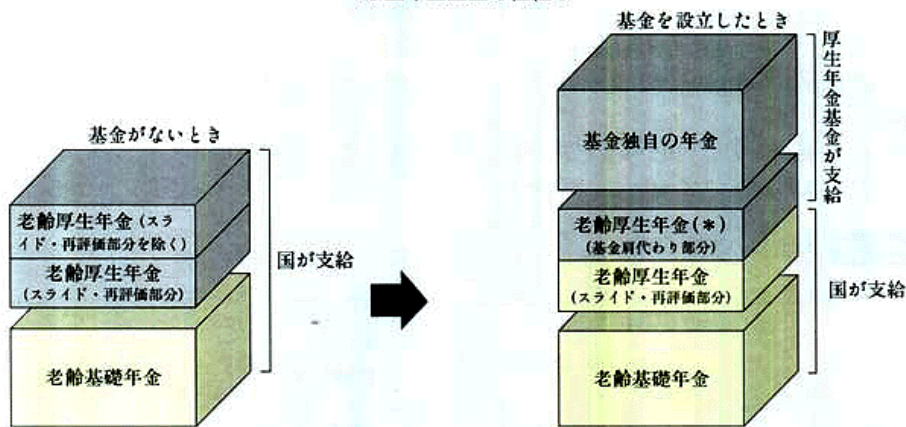 基金がないとき
老齢厚生年金(スラ
イド・再評価部分を除く)
老齢厚生年金
(スライド・再評価部分)
老齢基礎年金
国が支給
基金を設立したとき
基金独自の年金
老齢厚生年金(*)
(基金肩代わり部分)
老齢厚生年金
(スライド・再評価部分)
老齢基礎年金
厚生年金基金が支給
国が支給